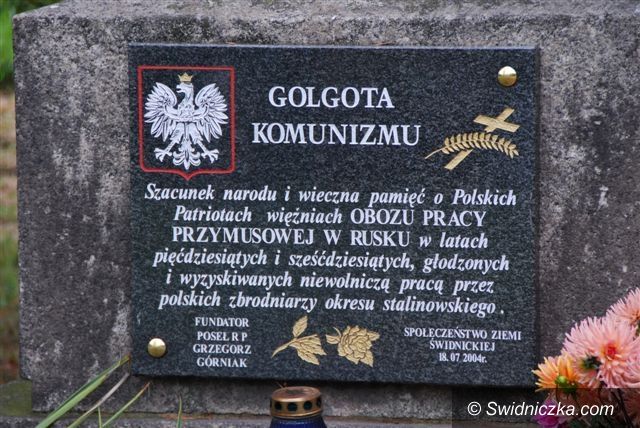 GOLGOTA
KOMUNIZMU
Szacunek narodu i wieczna pamięć o Polskich
Patriotach więźniach OBOZU PRACY
PRZYMUSOWEJ W RUSKU w latach
pięćdziesiątych i sześćdziesiątych, głodzonych
i wyzyskiwanych niewolniczą pracą przez
polskich zbrodniarzy okresu stalinowskiego.
FUNDATOR
POSEŁ R P
GRZEGORZ
GÓRNIAK
SPOŁECZEŃSTWO ZIEMI
ŚWIDNICKIEJ
18.07.2004r.
© Swidniczka.com